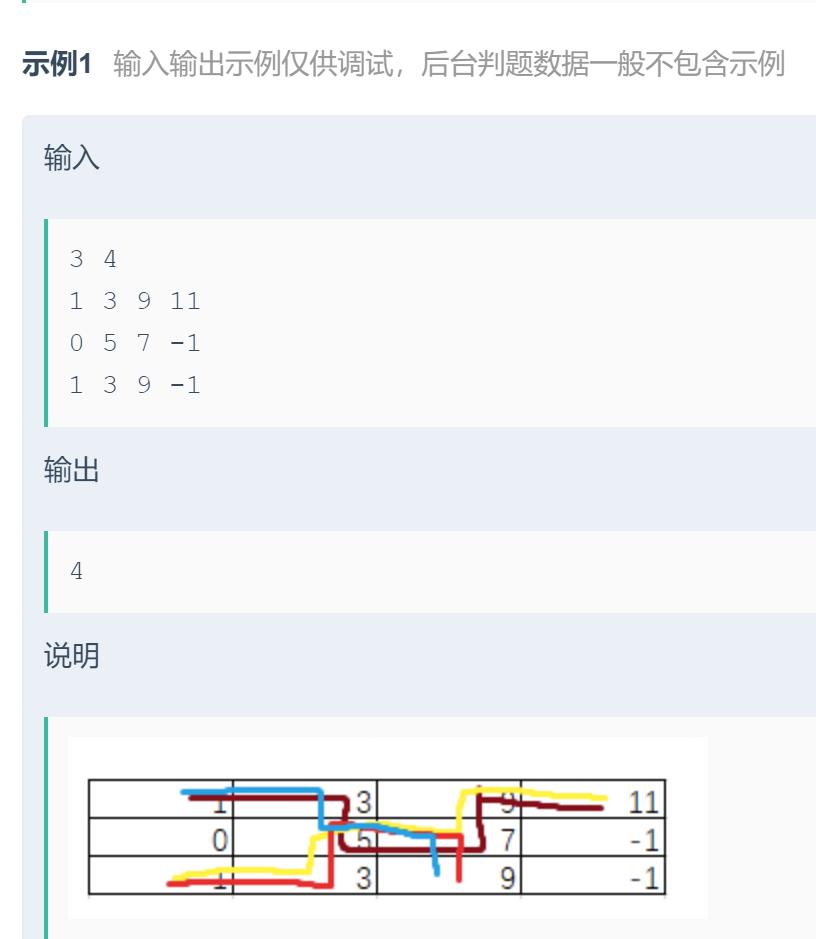 示例1 输入输出示例仅供调试，后台判题数据一般不包含示例
输入
3 4
1 3 9 11
0 5 7 -1
1 3 9 -1
输出
4
说明
1 3 9 11
0 5 7 -1
1 3 9 -1